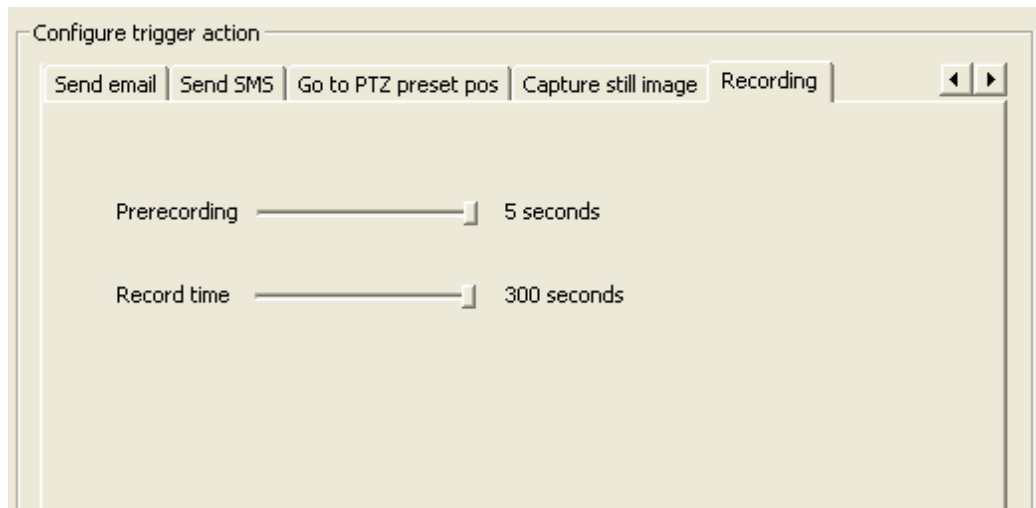 Configure trigger action
Send email
Send SMS
Go to PTZ preset pos
Capture still image
Recording
Prerecording 5 seconds
Record time 300 seconds